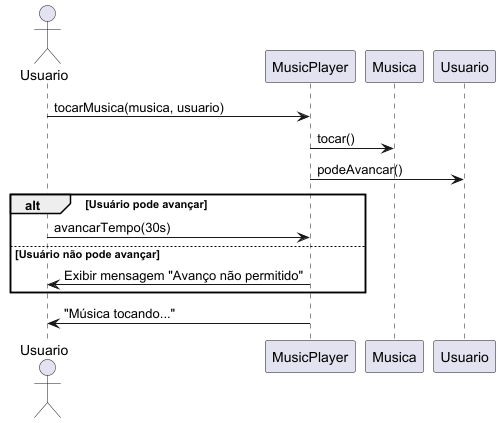 Usuario
MusicPlayer
Musica
Usuario
tocarMusica(musica, usuario)
tocar()
podeAvancar()
alt
[Usuário pode avançar]
avancarTempo(30s)
[Usuário não pode avançar]
Exibir mensagem "Avanço não permitido"
"Música tocando..."
Usuario
MusicPlayer
Musica
Usuario